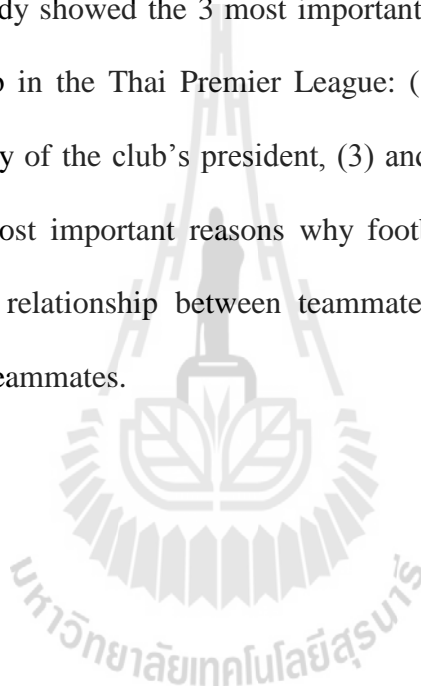 dy showed the 3 most important
in the Thai Premier League: (
y of the club's president, (3) and
ost important reasons why footb
relationship between teammate
eammates.
มหาวิทยาลัยเทคโนโลยีสุรนารี